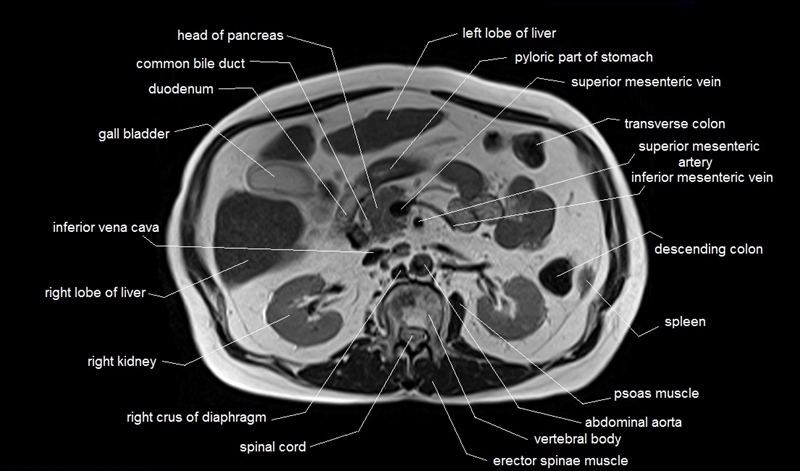 head of pancreas
common bile duct
duodenum
gall bladder
inferior vena cava
right lobe of liver
right kidney
right crus of diaphragm
spinal cord
left lobe of liver
pyloric part of stomach
superior mesenteric vein
transverse colon
superior mesenteric
artery
inferior mesenteric vein
descending colon
spleen
psoas muscle
abdominal aorta
vertebral body
erector spinae muscle